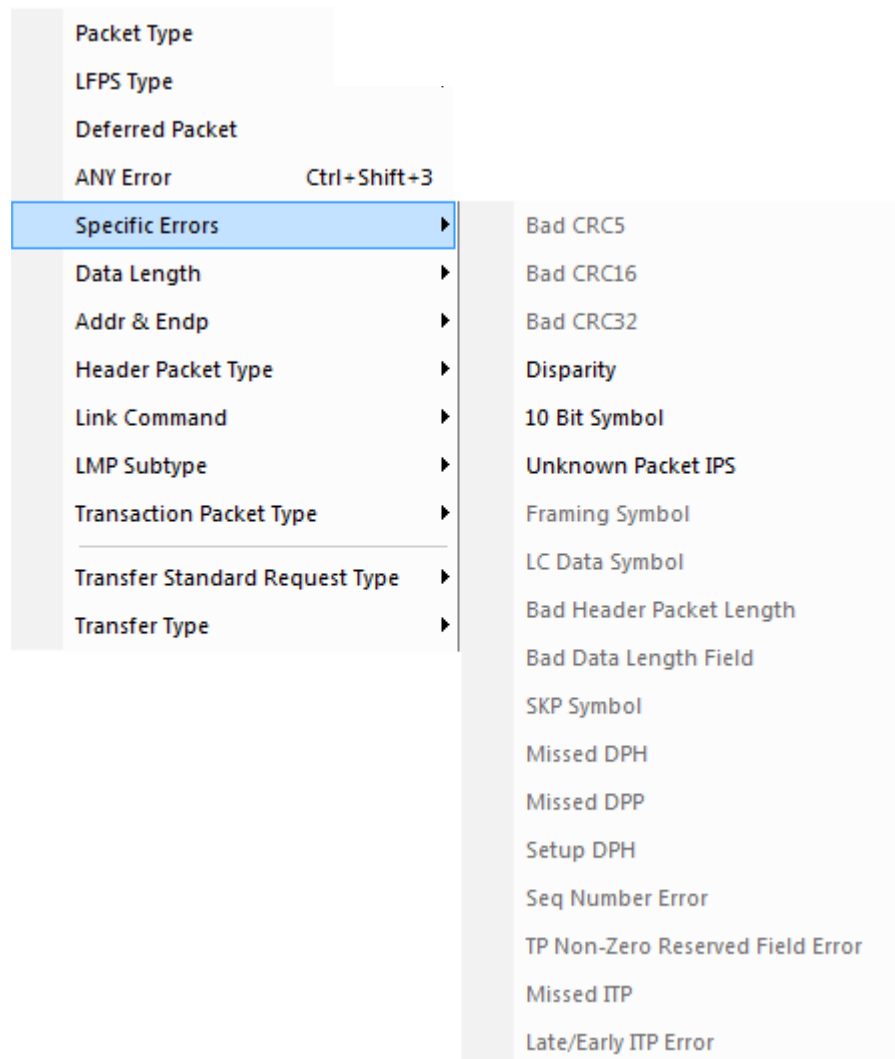 Packet Type
LFPS Type
Deferred Packet
ANY Error Ctrl+Shift+3
Specific Errors
Data Length
Addr & Endp
Header Packet Type
Link Command
LMP Subtype
Transaction Packet Type
Transfer Standard Request Type
Transfer Type
Bad CRC5
Bad CRC16
Bad CRC32
Disparity
10 Bit Symbol
Unknown Packet IPS
Framing Symbol
LC Data Symbol
Bad Header Packet Length
Bad Data Length Field
SKP Symbol
Missed DPH
Missed DPP
Setup DPH
Seq Number Error
TP Non-Zero Reserved Field Error
Missed ITP
Late/Early ITP Error